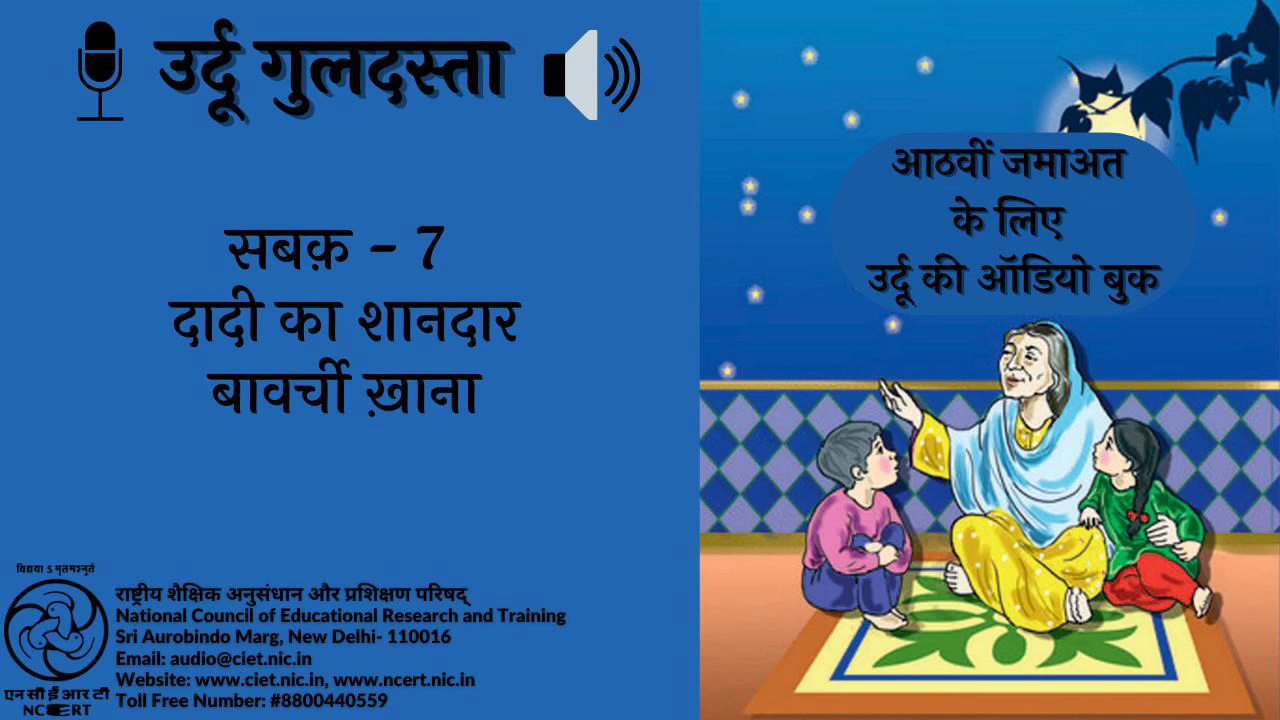 उर्दू गुलदस्ता
सबक़ - 7
दादी का शानदार
बावर्ची ख़ाना
आठवीं जमाअत
के लिए
उर्दू की ऑडियो बुक
विद्यया ऽ मृतमश्नुते
एन सी ई आर टी
NCERT
राष्ट्रीय शैक्षिक अनुसंधान और प्रशिक्षण परिषद्
National Council of Educational Research and Training
Sri Aurobindo Marg, New Delhi- 110016
Email: audio@ciet.nic.in
Website: www.ciet.nic.in, www.ncert.nic.in
Toll Free Number: #8800440559